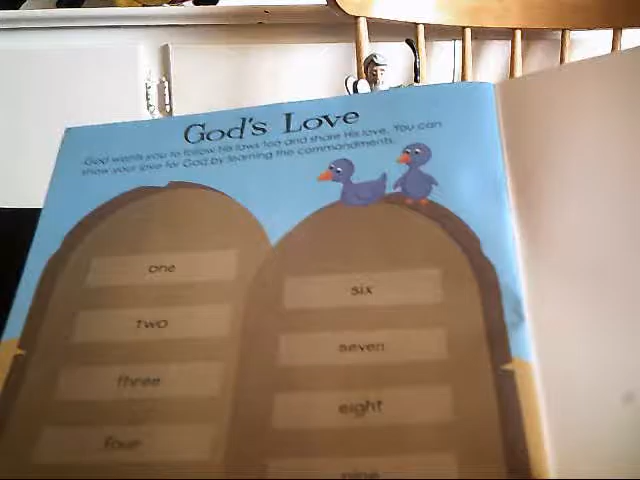 God's Love
God wants you to follow His laws too and share His love. You can
show your love for God by learning the commandments.
one
two
three
four
six
seven
eight
nine